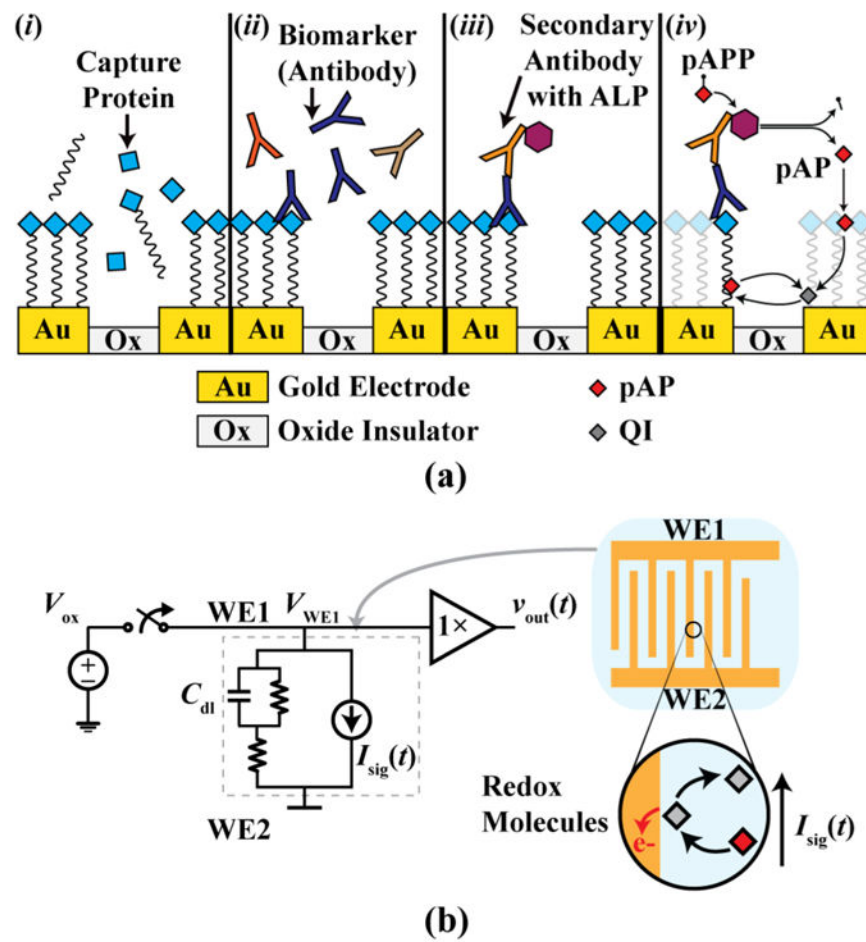 (i)
Capture
Protein
(ii)
Biomarker
(Antibody)
(iii)
Secondary
Antibody
with ALP
(iv)
pAPP
pAP
Au
Ox
Au
Au
Ox
Au
Au
Ox
Au
Au
Ox
Au
Au Gold Electrode
pAP
Ox Oxide Insulator
QI
(a)
V_ox
WE1
V_WE1
1×
v_out(t)
C_dl
I_sig(t)
WE2
WE1
WE2
Redox
Molecules
e-
I_sig(t)
(b)